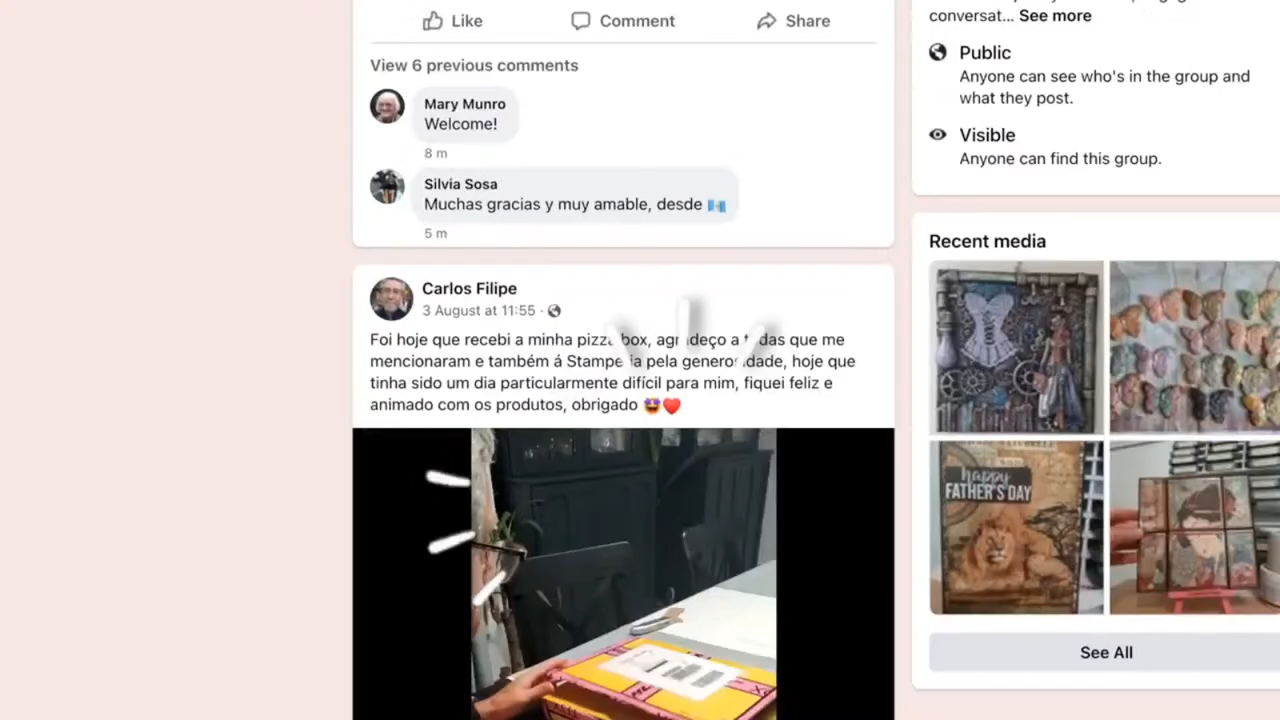 Like
Comment
Share
View 6 previous comments
Mary Munro
Welcome!
8 m
Silvia Sosa
Muchas gracias y muy amable, desde 🇬🇹
5 m
Carlos Filipe
3 August at 11:55 ·
Foi hoje que recebi a minha pizza box, agradeço a todas que me
mencionaram e também á Stamperia pela generosidade, hoje que
tinha sido um dia particularmente difícil para mim, fiquei feliz e
animado com os produtos, obrigado 🤩❤️
conversat... See more
Public
Anyone can see who's in the group and
what they post.
Visible
Anyone can find this group.
Recent media
happy
FATHER'S DAY
See All